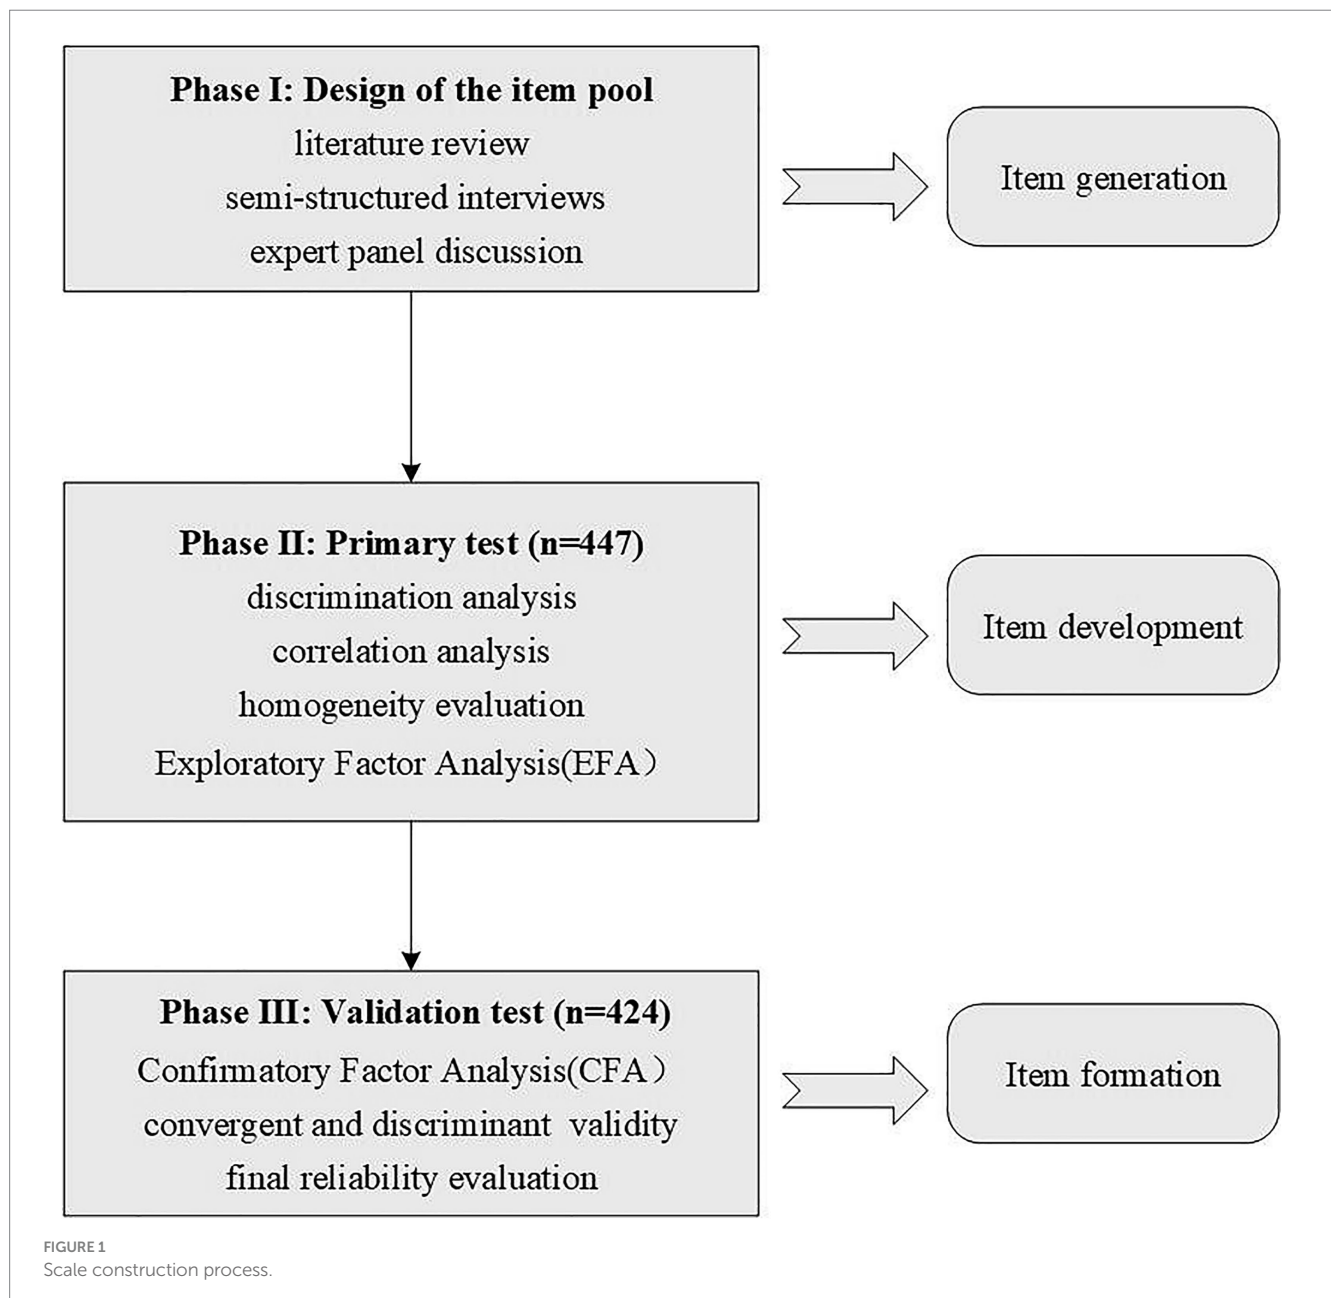 Phase I: Design of the item pool
literature review
semi-structured interviews
expert panel discussion
Item generation
Phase II: Primary test (n=447)
discrimination analysis
correlation analysis
homogeneity evaluation
Exploratory Factor Analysis(EFA）
Item development
Phase III: Validation test (n=424)
Confirmatory Factor Analysis(CFA）
convergent and discriminant  validity
final reliability evaluation
Item formation
FIGURE 1
Scale construction process.